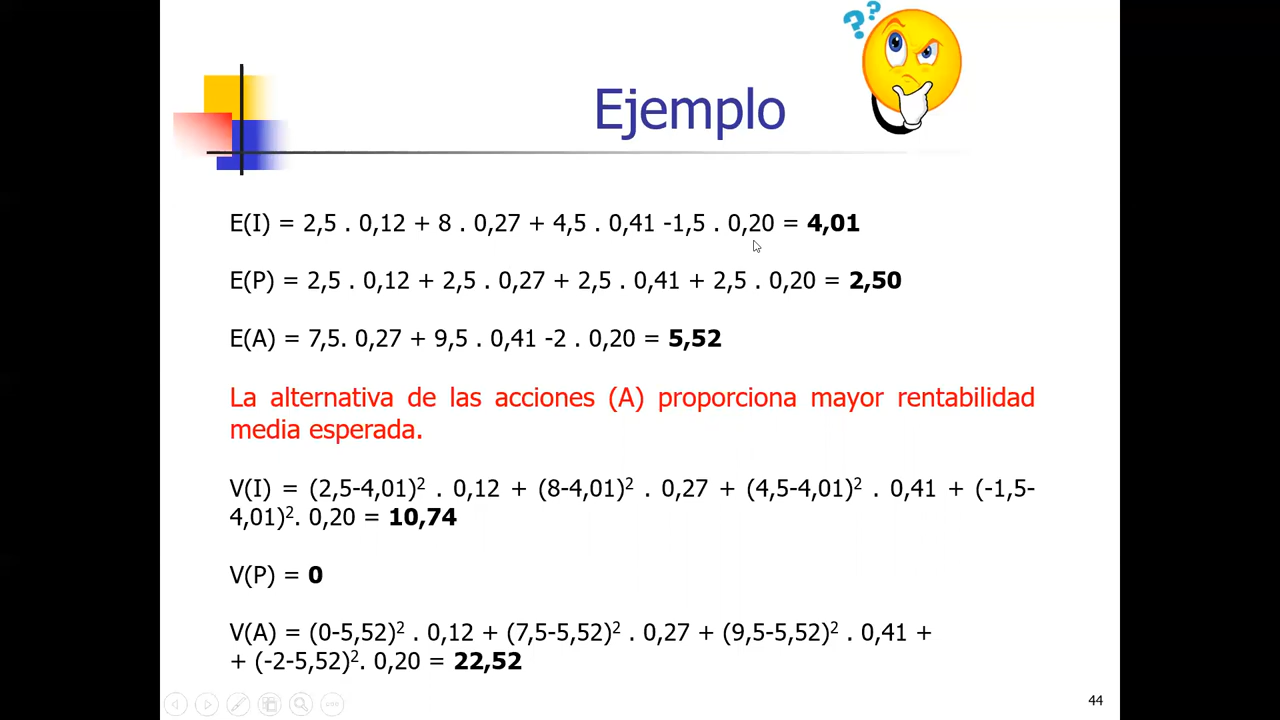 ??
?
Ejemplo
E(I) = 2,5 . 0,12 + 8 . 0,27 + 4,5 . 0,41 -1,5 . 0,20 = 4,01
E(P) = 2,5 . 0,12 + 2,5 . 0,27 + 2,5 . 0,41 + 2,5 . 0,20 = 2,50
E(A) = 7,5. 0,27 + 9,5 . 0,41 -2 . 0,20 = 5,52
La alternativa de las acciones (A) proporciona mayor rentabilidad
media esperada.
V(I) = (2,5-4,01)² . 0,12 + (8-4,01)² . 0,27 + (4,5-4,01)² . 0,41 + (-1,5-
4,01)². 0,20 = 10,74
V(P) = 0
V(A) = (0-5,52)² . 0,12 + (7,5-5,52)² . 0,27 + (9,5-5,52)² . 0,41 +
+ (-2-5,52)². 0,20 = 22,52
44